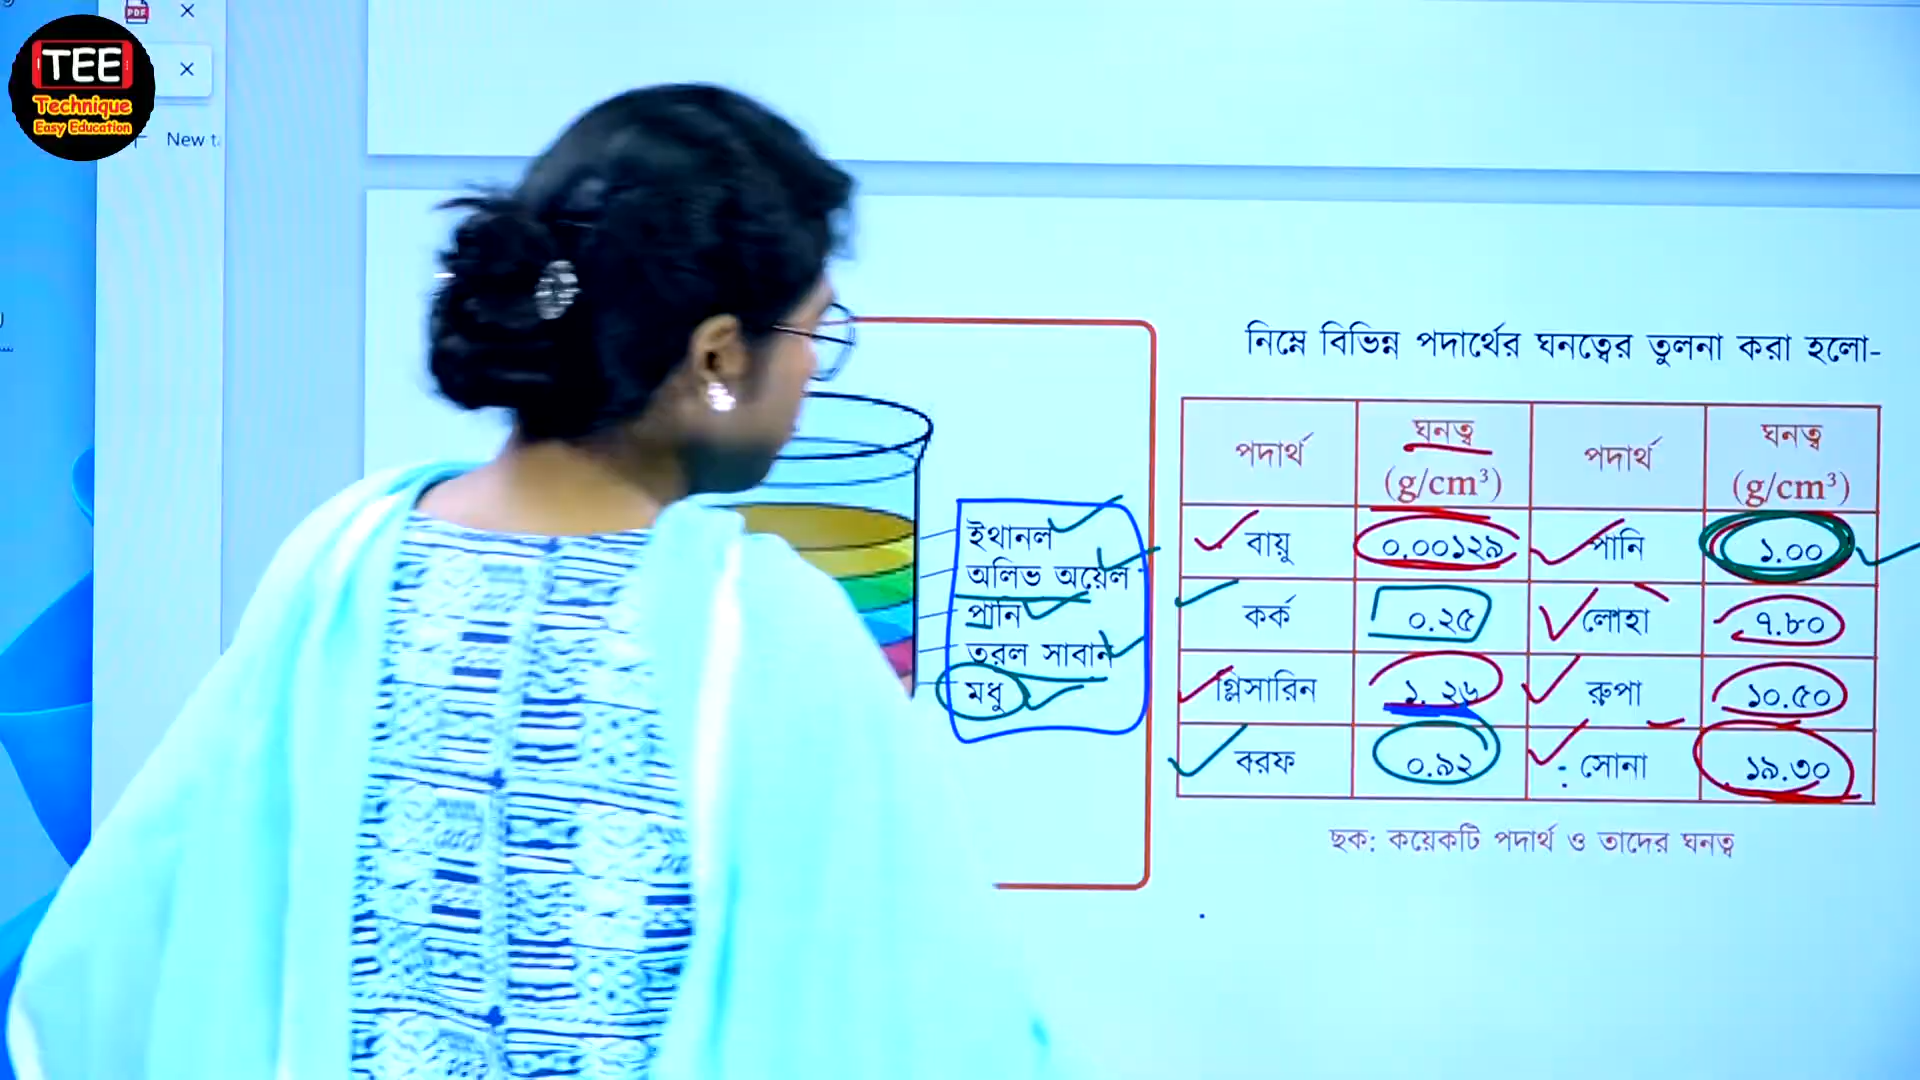 TEE
Technique
Easy Education
PDF
New t
নিম্নে বিভিন্ন পদার্থের ঘনত্বের তুলনা করা হলো-
পদার্থ ঘনত্ব (g/cm³) পদার্থ ঘনত্ব (g/cm³)
বায়ু ০.০০১২৯ পানি ১.০০
কর্ক ০.২৫ লোহা ৭.৮০
গ্লিসারিন ১. ২৬ রুপা ১০.৫০
বরফ ০.৯২ সোনা ১৯.৩০
ছক: কয়েকটি পদার্থ ও তাদের ঘনত্ব
ইথানল
অলিভ অয়েল
পানি
তরল সাবান
মধু